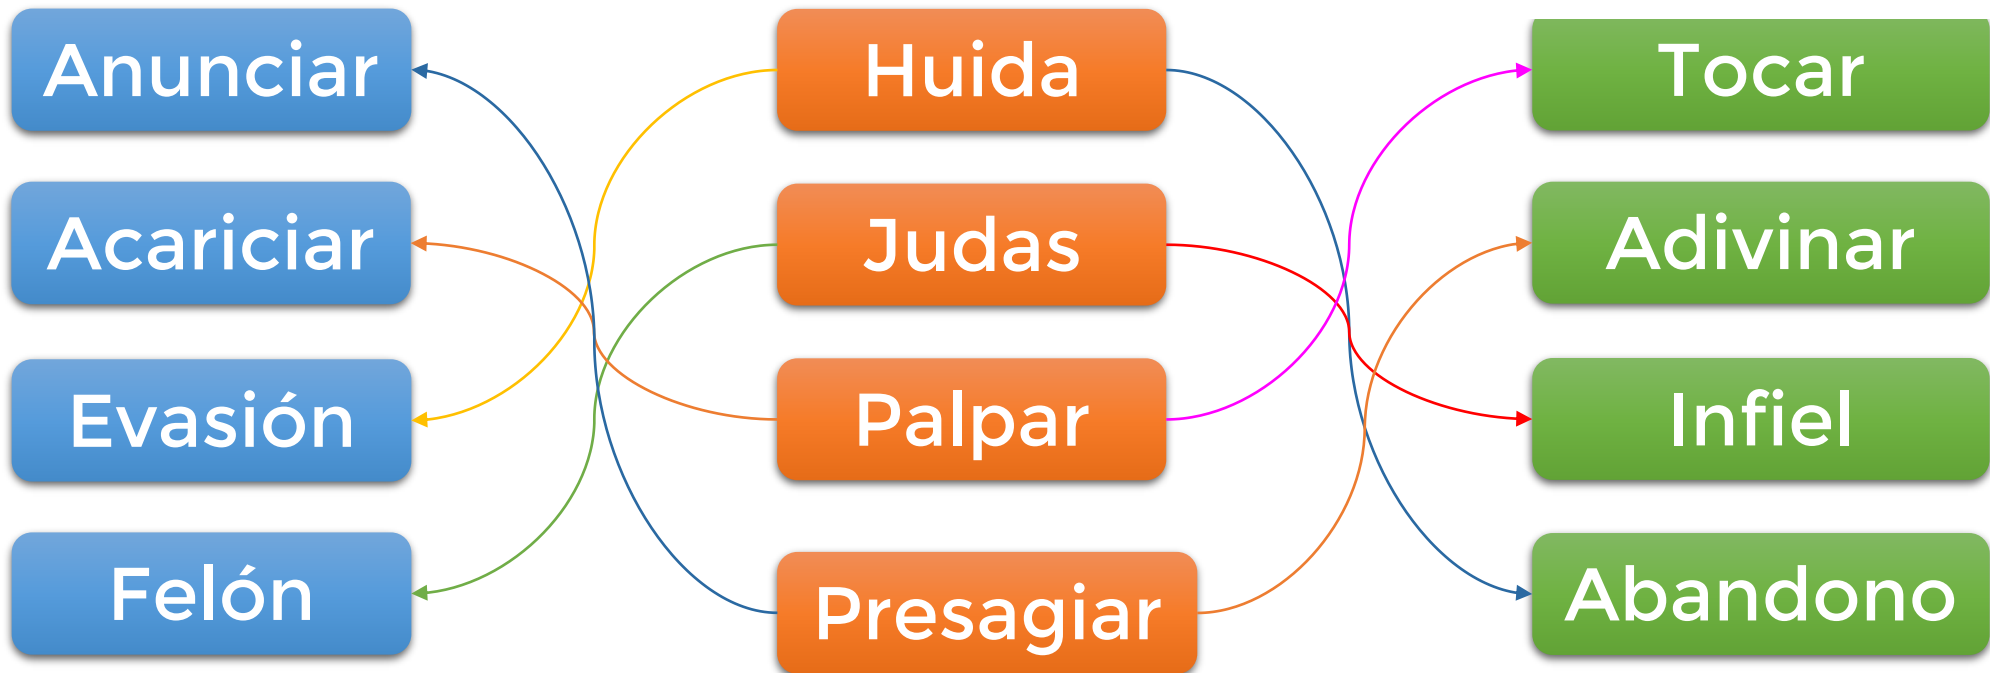 Anunciar
Huida
Tocar
Acariciar
Judas
Adivinar
Evasión
Palpar
Infiel
Felón
Presagiar
Abandono